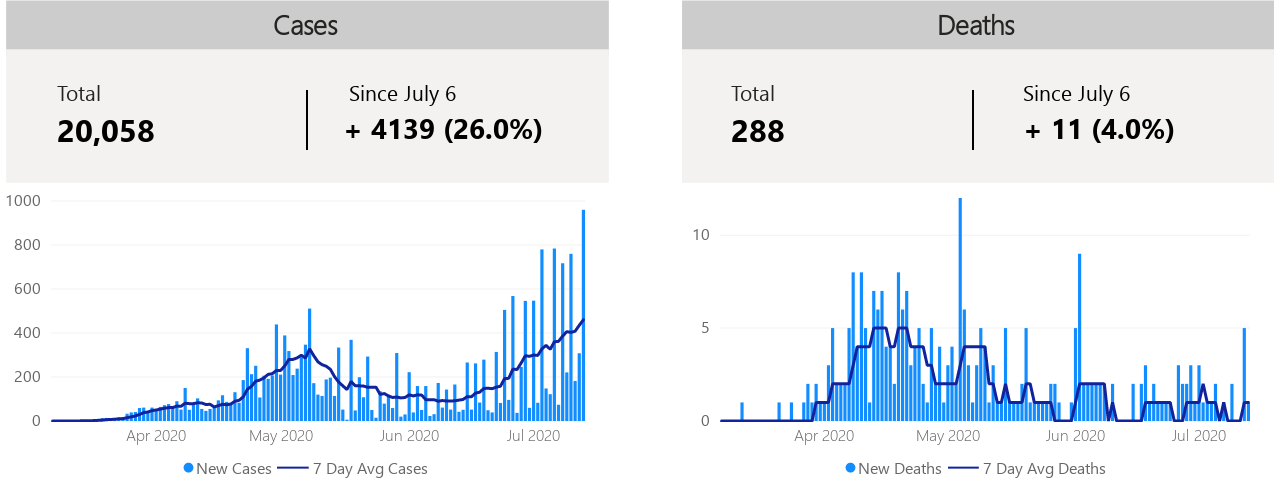 Cases
Total
Since July 6
20,058
+ 4139 (26.0%)
1000
800
600
400
200
0
Apr 2020
May 2020
Jun 2020
Jul 2020
New Cases
7 Day Avg Cases
Deaths
Total
Since July 6
288
+ 11 (4.0%)
10
5
0
Apr 2020
May 2020
Jun 2020
Jul 2020
New Deaths
7 Day Avg Deaths